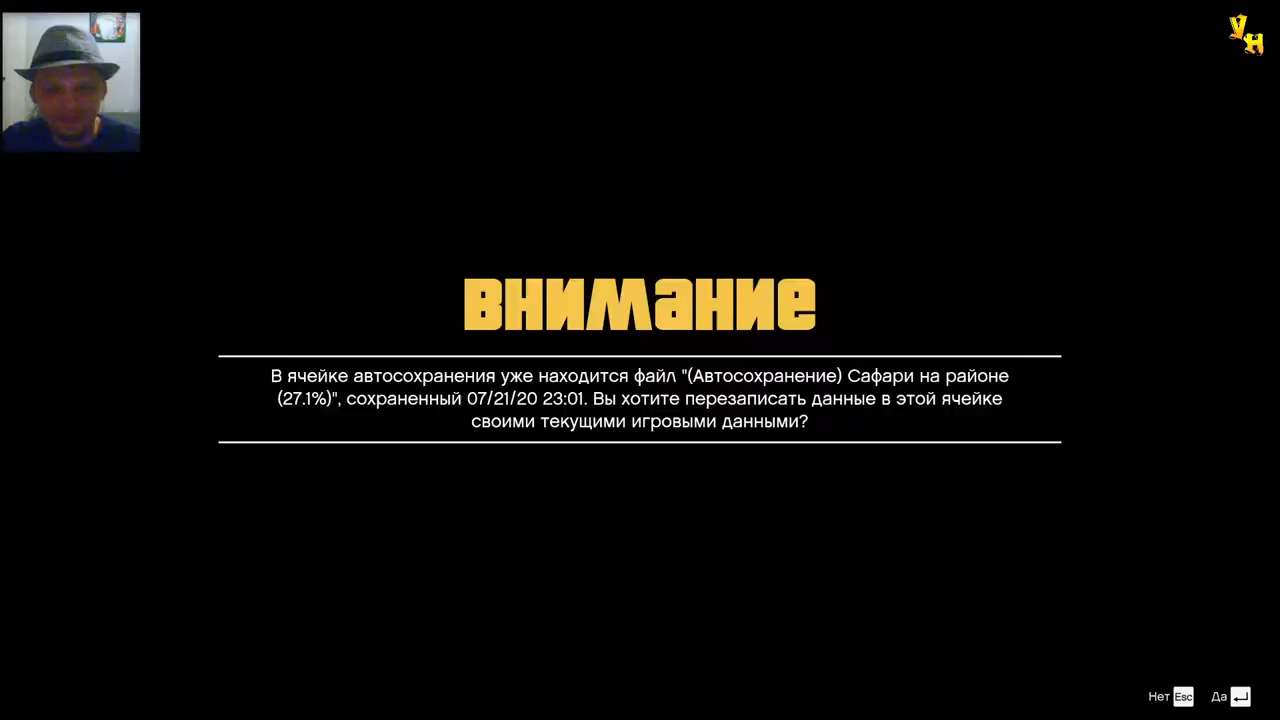 УН
внимание
В ячейке автосохранения уже находится файл "(Автосохранение) Сафари на районе
(27.1%)", сохраненный 07/21/20 23:01. Вы хотите перезаписать данные в этой ячейке
своими текущими игровыми данными?
Нет Esc Да